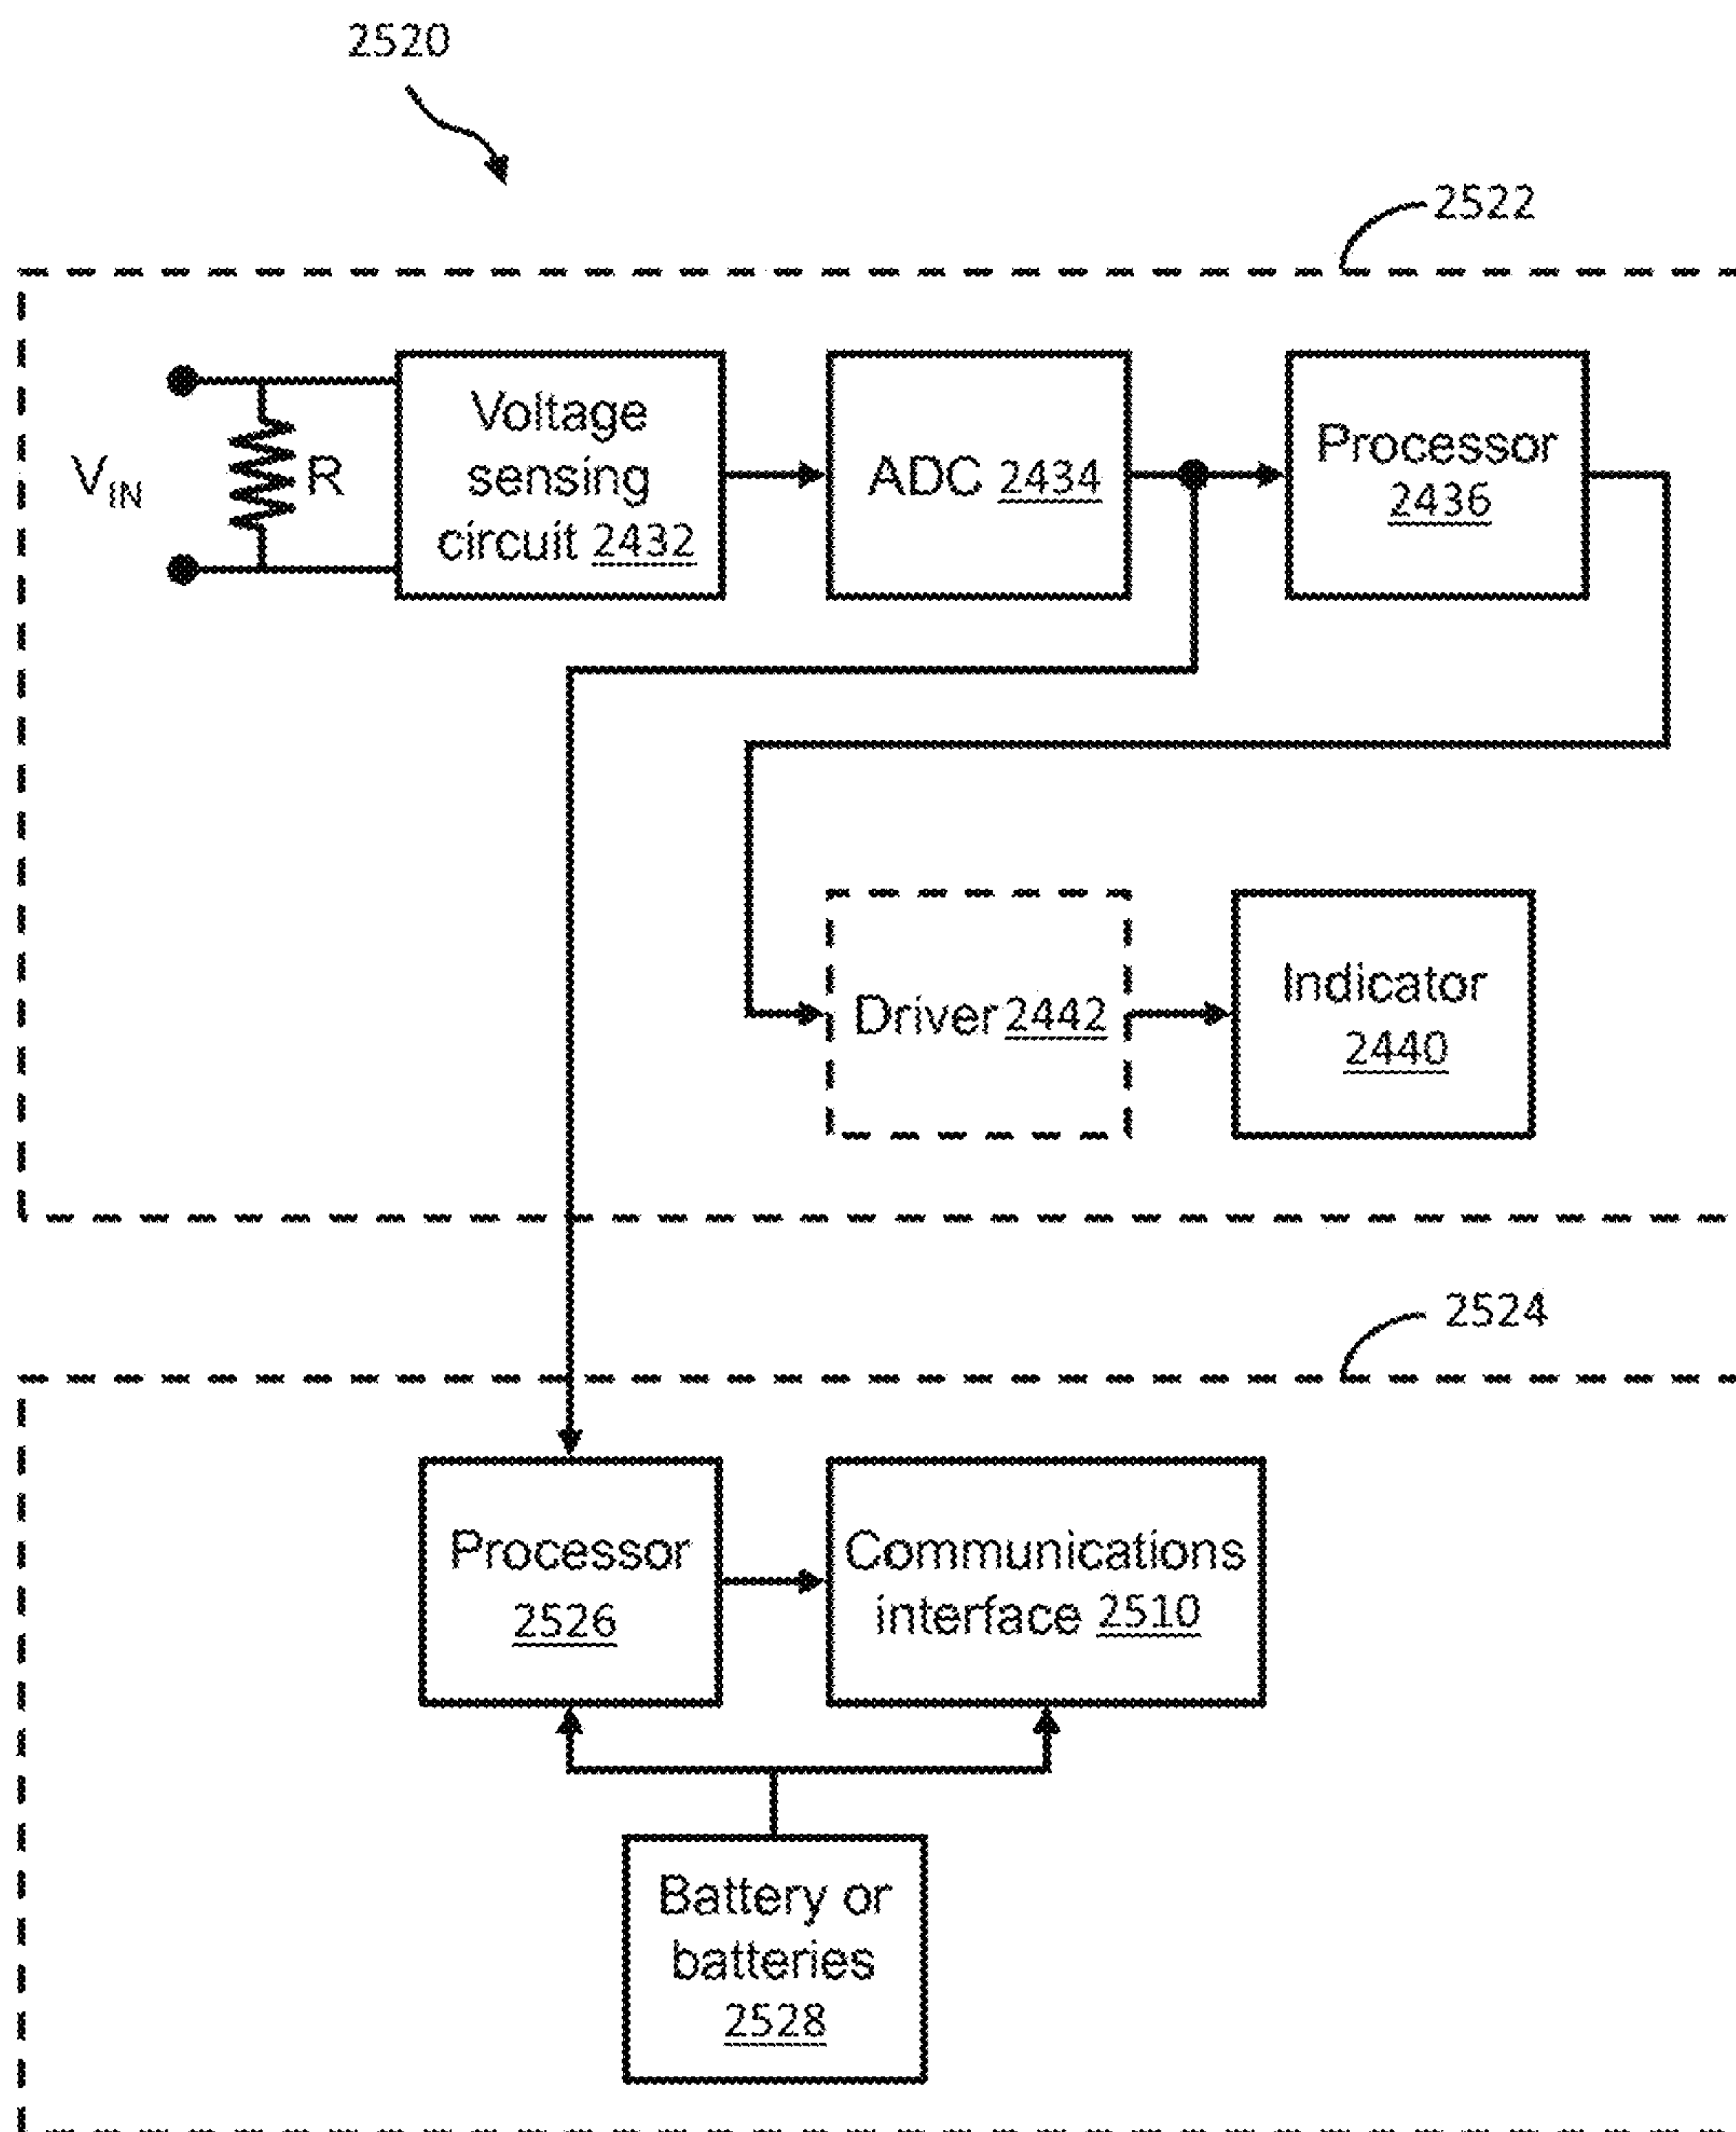 2520
2522
Voltage
sensing
circuit 2432
ADC 2434
Processor
2436
V_IN
R
Driver 2442
Indicator
2440
2524
Processor
2526
Communications
interface 2510
Battery or
batteries
2528